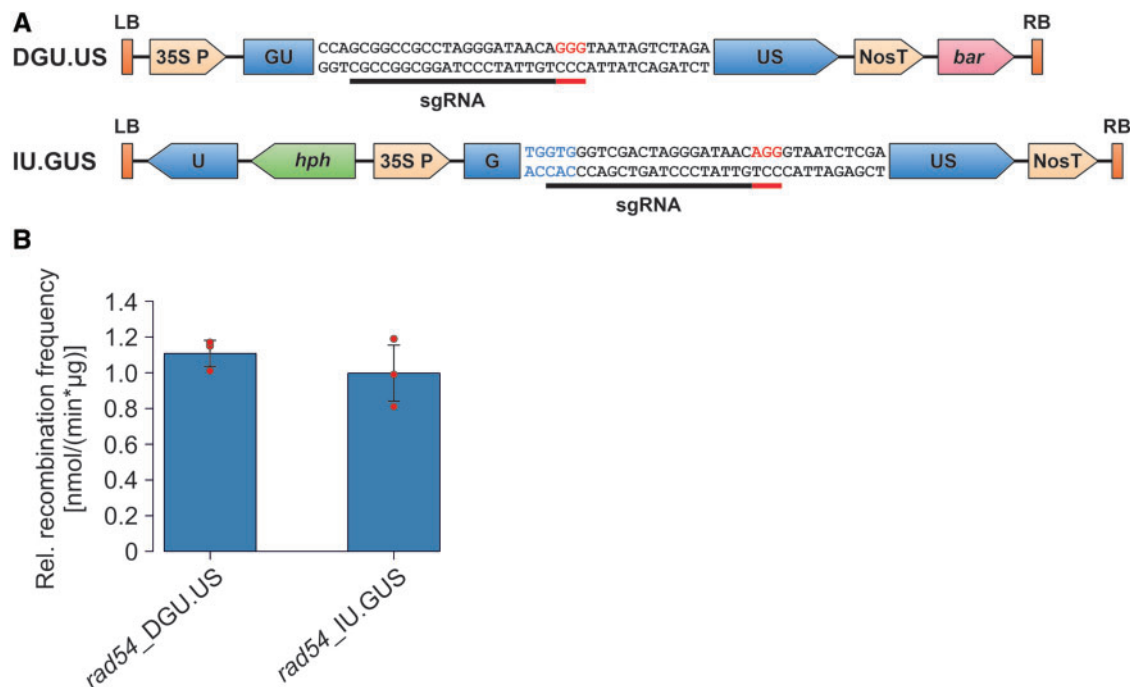 A
LB
RB
DGU.US
35S P
GU
CCAGCGGCCGCCTAGGGATAACAGGGTAATAGTCTAGA
GGTCGCCGGCGGATCCCTATTGTCCCATTATCAGATCT
US
NosT
bar
sgRNA
LB
RB
IU.GUS
U
hph
35S P
G
TGGTGGGTCGACTAGGGATAACAGGGTAATCTCGA
ACCACCCAGCTGATCCCTATTGTCCCATTAGAGCT
US
NosT
sgRNA
B
Rel. recombination frequency
[nmol/(min*µg)]
1.4
1.2
1.0
0.8
0.6
0.4
0.2
0
rad54_DGU.US
rad54_IU.GUS